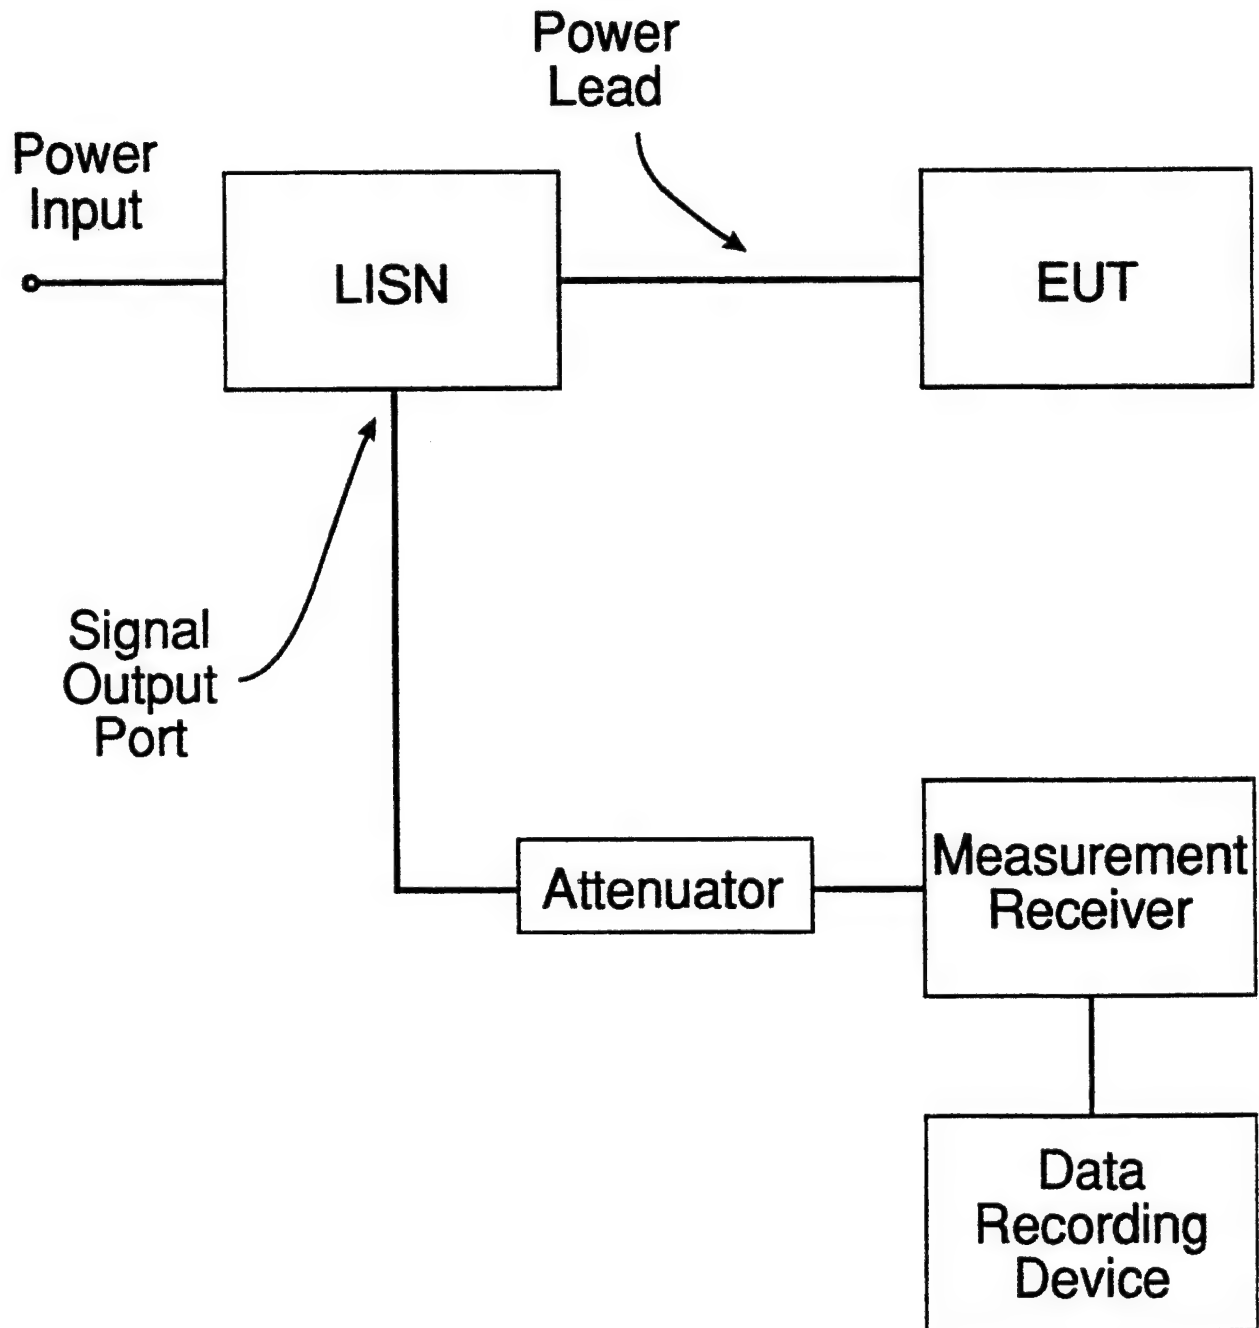 Power
Lead
Power
Input
LISN
EUT
Signal
Output
Port
Attenuator
Measurement
Receiver
Data
Recording
Device